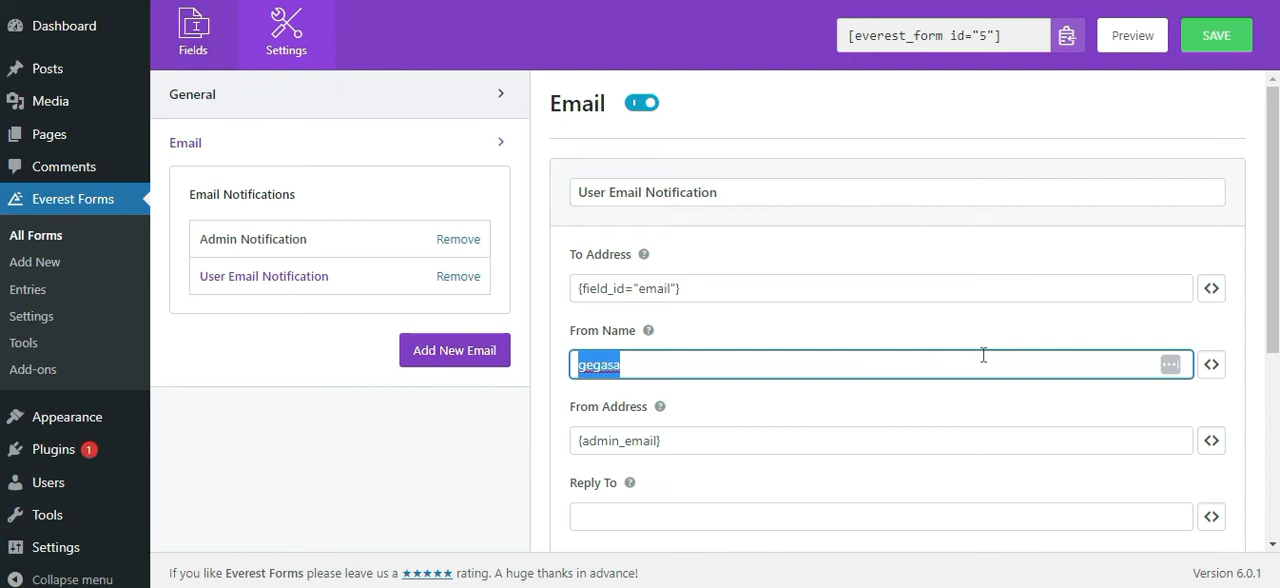 Dashboard
Posts
Media
Pages
Comments
Everest Forms
All Forms
Add New
Entries
Settings
Tools
Add-ons
Appearance
Plugins 1
Users
Tools
Settings
Collapse menu
Fields
Settings
[everest_form id="5"]
Preview
SAVE
General
Email
Email Notifications
Admin Notification Remove
User Email Notification Remove
Add New Email
Email
User Email Notification
To Address
{field_id="email"}
From Name
gegasa
From Address
{admin_email}
Reply To
If you like Everest Forms please leave us a ★★★★★ rating. A huge thanks in advance!
Version 6.0.1